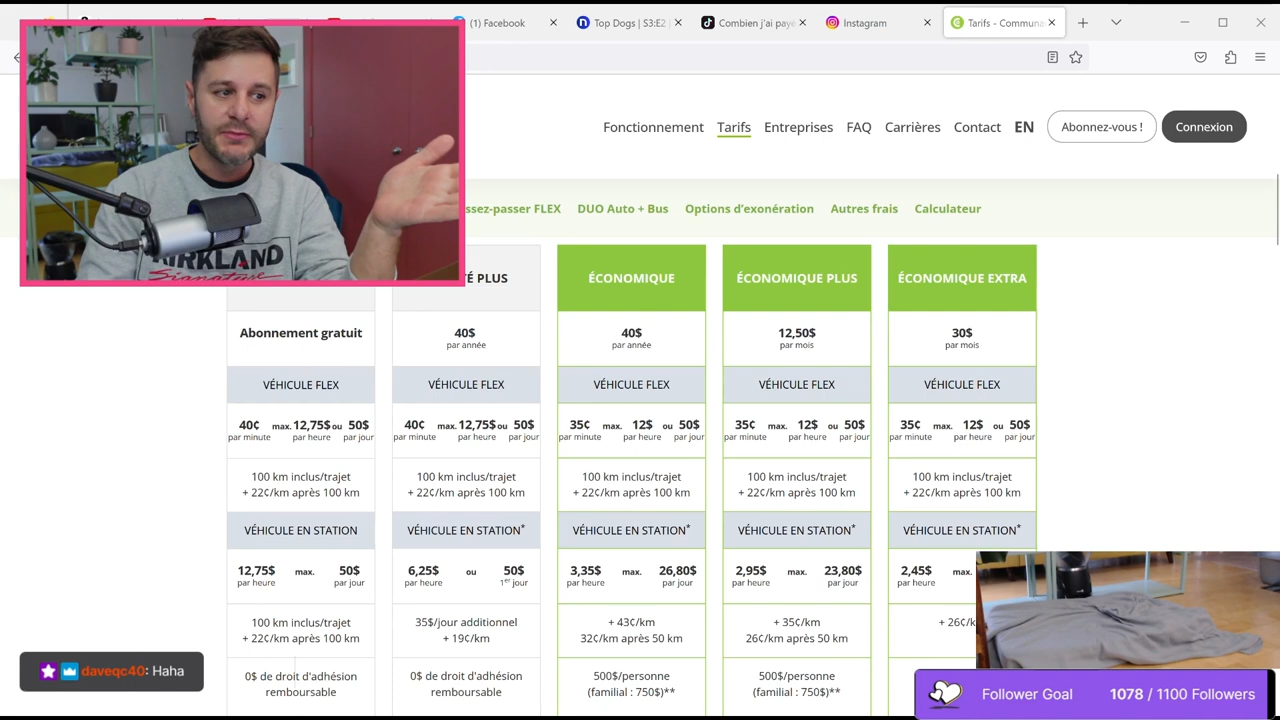 (1) Facebook
Top Dogs | S3:E2 |
Combien j'ai payé
Instagram
Tarifs - Communa
Fonctionnement
Tarifs
Entreprises
FAQ
Carrières
Contact
EN
Abonnez-vous !
Connexion
ssez-passer FLEX
DUO Auto + Bus
Options d'exonération
Autres frais
Calculateur
KIRKLAND
Signature
TÉ PLUS
ÉCONOMIQUE
ÉCONOMIQUE PLUS
ÉCONOMIQUE EXTRA
Abonnement gratuit
40$
par année
40$
par année
12,50$
par mois
30$
par mois
VÉHICULE FLEX
VÉHICULE FLEX
VÉHICULE FLEX
VÉHICULE FLEX
VÉHICULE FLEX
40¢ max. 12,75$ ou 50$
par minute par heure par jour
40¢ max. 12,75$ ou 50$
par minute par heure par jour
35¢ max. 12$ ou 50$
par minute par heure par jour
35¢ max. 12$ ou 50$
par minute par heure par jour
35¢ max. 12$ ou 50$
par minute par heure par jour
100 km inclus/trajet
+ 22¢/km après 100 km
100 km inclus/trajet
+ 22¢/km après 100 km
100 km inclus/trajet
+ 22¢/km après 100 km
100 km inclus/trajet
+ 22¢/km après 100 km
100 km inclus/trajet
+ 22¢/km après 100 km
VÉHICULE EN STATION
VÉHICULE EN STATION*
VÉHICULE EN STATION*
VÉHICULE EN STATION*
VÉHICULE EN STATION*
12,75$ max. 50$
par heure par jour
6,25$ ou 50$
par heure 1er jour
3,35$ max. 26,80$
par heure par jour
2,95$ max. 23,80$
par heure par jour
2,45$ max.
par heure
100 km inclus/trajet
+ 22¢/km après 100 km
35$/jour additionnel
+ 19¢/km
+ 43¢/km
32¢/km après 50 km
+ 35¢/km
26¢/km après 50 km
+ 26¢/k
0$ de droit d'adhésion
remboursable
0$ de droit d'adhésion
remboursable
500$/personne
(familial : 750$)**
500$/personne
(familial : 750$)**
daveqc40: Haha
Follower Goal 1078 / 1100 Followers